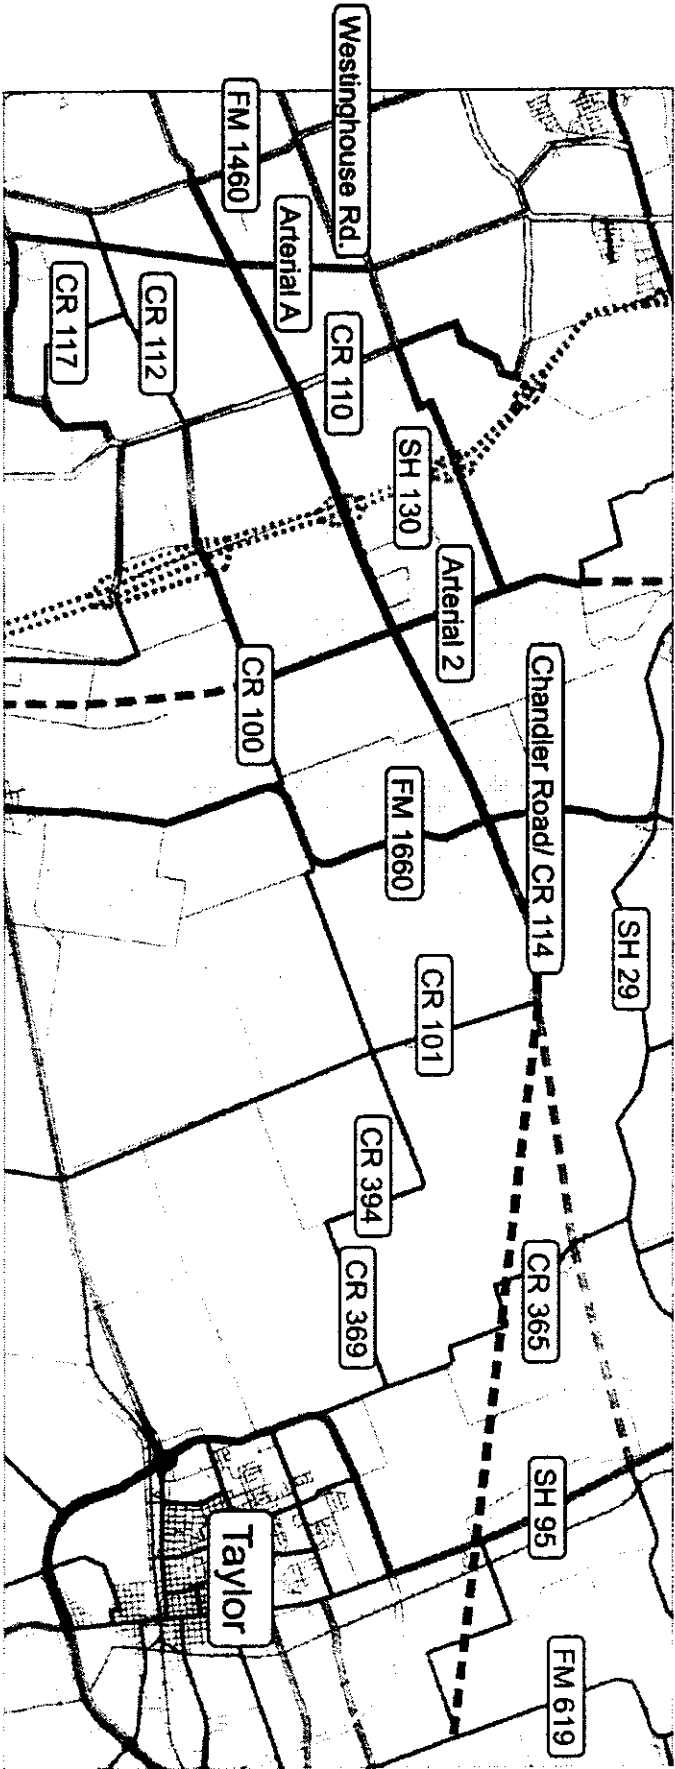 Westinghouse Rd.
FM 1460
Arterial A
CR 117
CR 112
CR 110
SH 130
Arterial 2
CR 100
Chandler Road/ CR 114
FM 1660
SH 29
CR 101
CR 394
CR 369
CR 365
SH 95
Taylor
FM 619